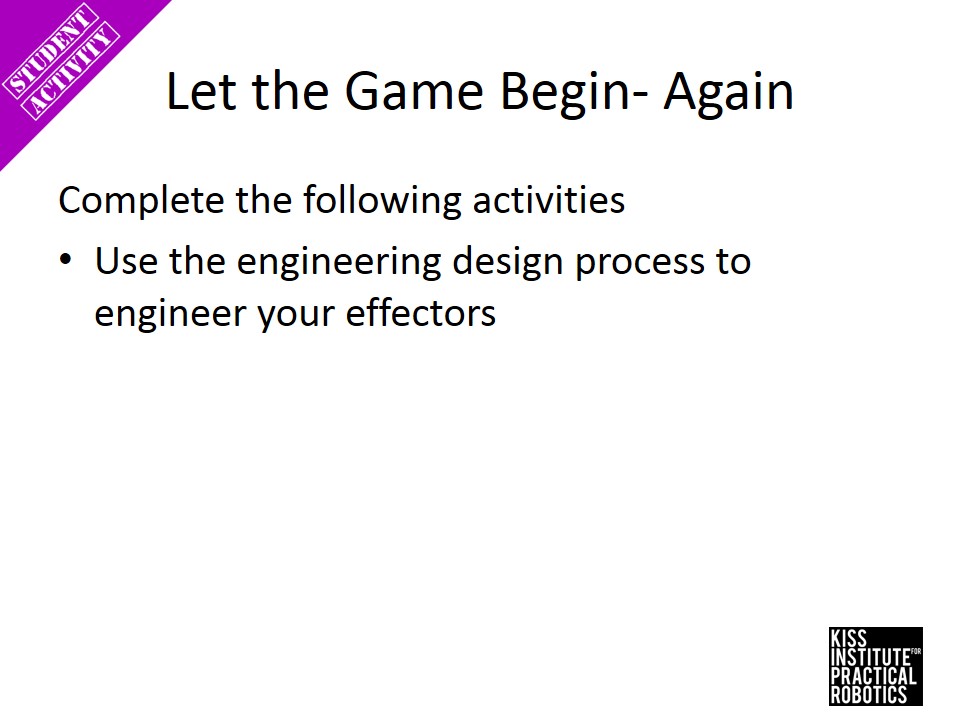 STUDENT
ACTIVITY
Let the Game Begin- Again
Complete the following activities
• Use the engineering design process to
engineer your effectors
KISS
INSTITUTE FOR
PRACTICAL
ROBOTICS